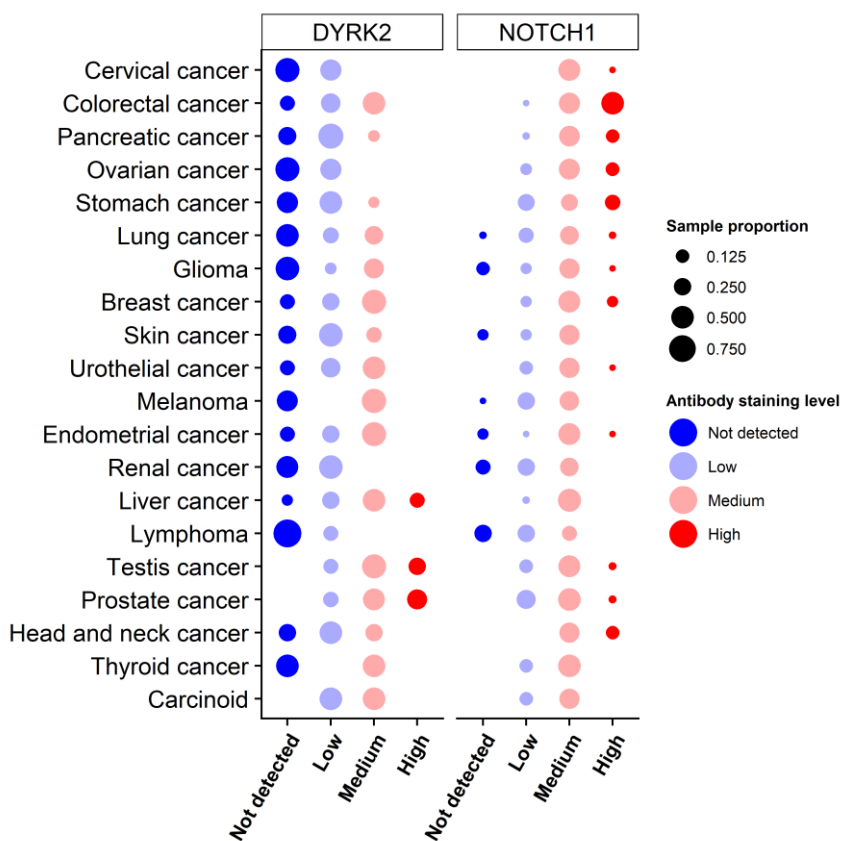 DYRK2 NOTCH1
Cervical cancer
Colorectal cancer
Pancreatic cancer
Ovarian cancer
Stomach cancer
Lung cancer
Glioma
Breast cancer
Skin cancer
Urothelial cancer
Melanoma
Endometrial cancer
Renal cancer
Liver cancer
Lymphoma
Testis cancer
Prostate cancer
Head and neck cancer
Thyroid cancer
Carcinoid
Not detected
Low
Medium
High
Not detected
Low
Medium
High
Sample proportion
0.125
0.250
0.500
0.750
Antibody staining level
Not detected
Low
Medium
High